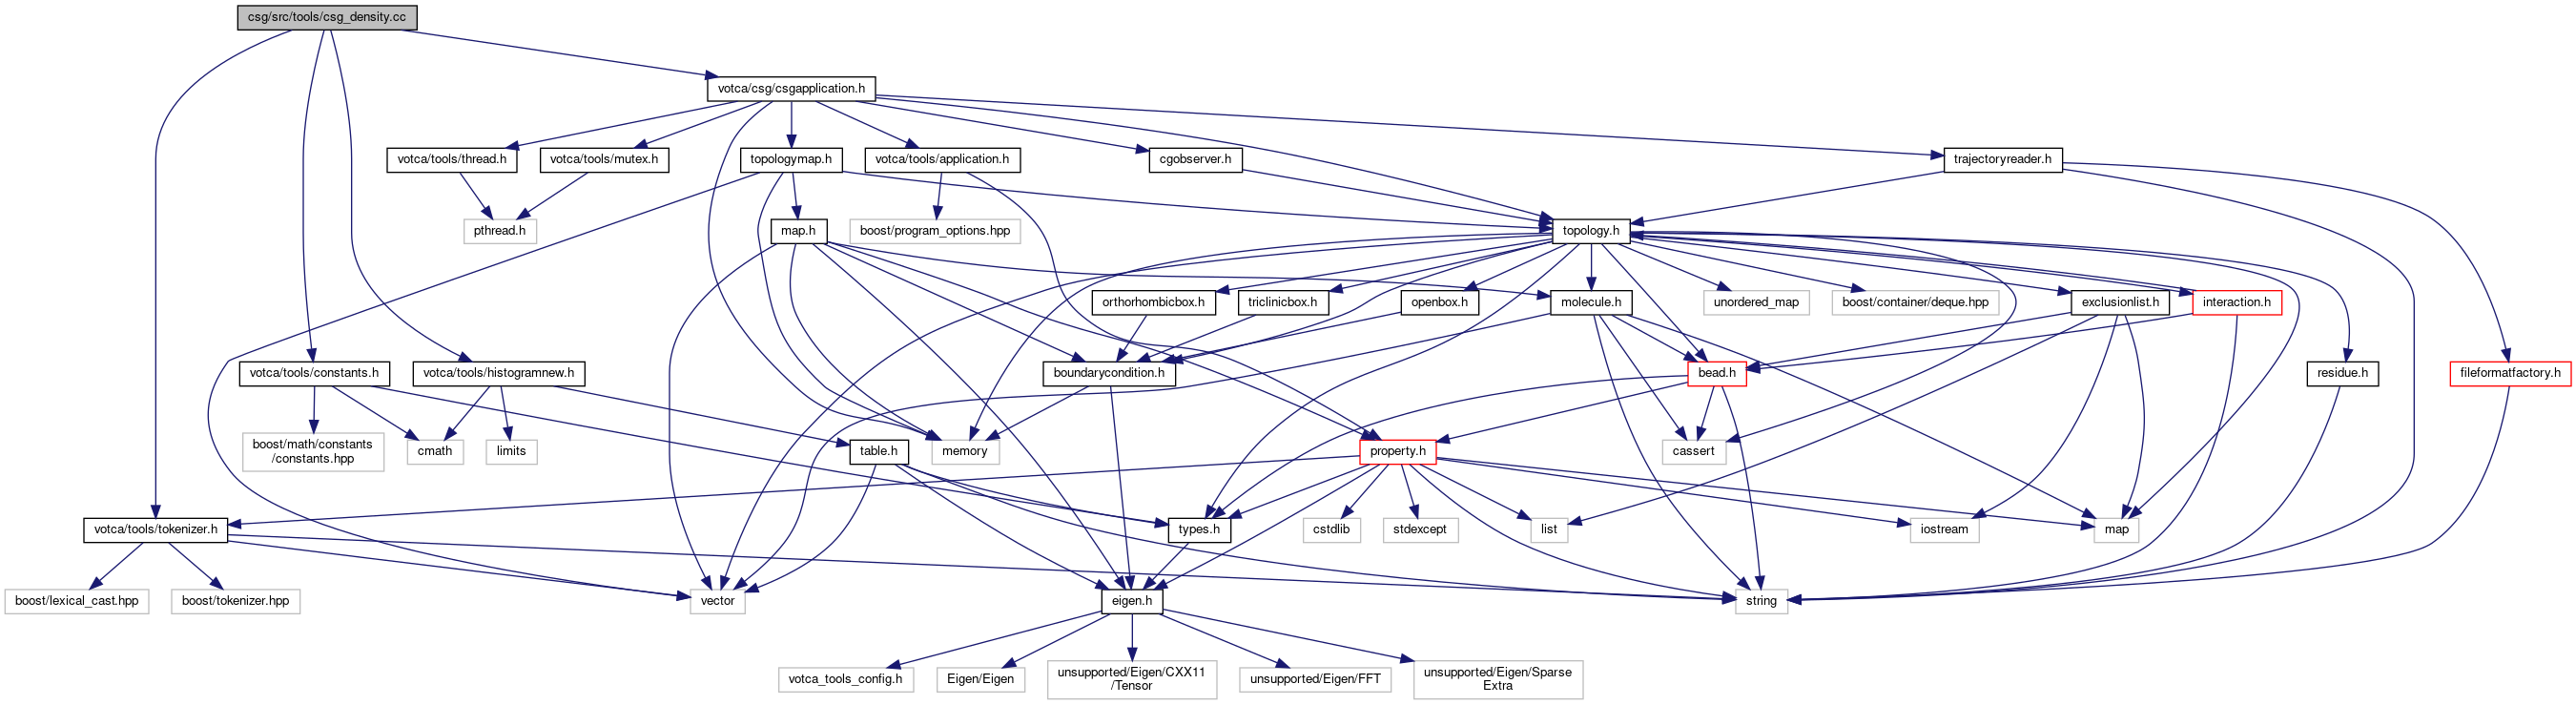 csg/src/tools/csg_density.cc
votca/csg/csgapplication.h
votca/tools/thread.h
votca/tools/mutex.h
topologymap.h
votca/tools/application.h
cgobserver.h
trajectoryreader.h
pthread.h
map.h
boost/program_options.hpp
topology.h
orthorhombicbox.h
triclinicbox.h
openbox.h
molecule.h
unordered_map
boost/container/deque.hpp
exclusionlist.h
interaction.h
votca/tools/constants.h
votca/tools/histogramnew.h
boundarycondition.h
bead.h
residue.h
fileformatfactory.h
boost/math/constants
/constants.hpp
cmath
limits
table.h
memory
property.h
cassert
votca/tools/tokenizer.h
types.h
cstdlib
stdexcept
list
iostream
map
boost/lexical_cast.hpp
boost/tokenizer.hpp
vector
eigen.h
string
votca_tools_config.h
Eigen/Eigen
unsupported/Eigen/CXX11
/Tensor
unsupported/Eigen/FFT
unsupported/Eigen/Sparse
Extra